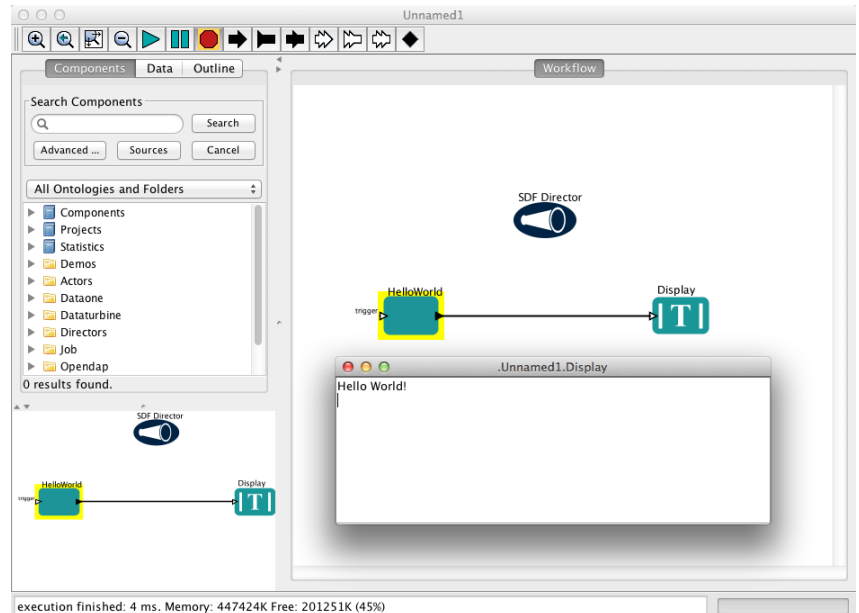 Unnamed1
Components Data Outline
Workflow
Search Components
Search
Advanced ... Sources Cancel
All Ontologies and Folders
Components
Projects
Statistics
Demos
Actors
Dataone
Dataturbine
Directors
Job
Opendap
0 results found.
SDF Director
HelloWorld
Display
trigger
.Unnamed1.Display
Hello World!
SDF Director
HelloWorld
Display
trigger
T
T
execution finished: 4 ms. Memory: 447424K Free: 201251K (45%)